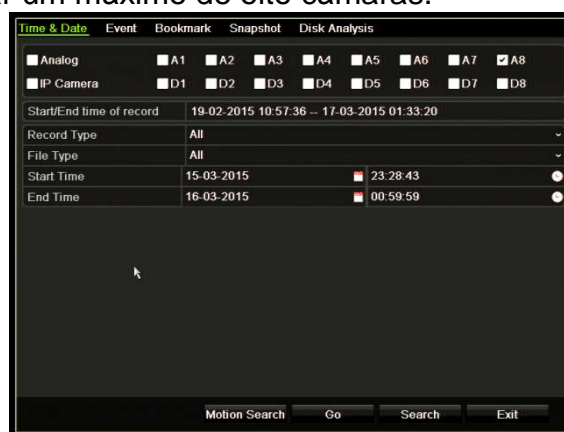 un máximo de ocho cámaras.
Time & Date Event Bookmark Snapshot Disk Analysis
Analog A1 A2 A3 A4 A5 A6 A7 A8
IP Camera D1 D2 D3 D4 D5 D6 D7 D8
Start/End time of record 19-02-2015 10:57:36 -- 17-03-2015 01:33:20
Record Type All
File Type All
Start Time 15-03-2015 23:28:43
End Time 16-03-2015 00:59:59
Motion Search Go Search Exit